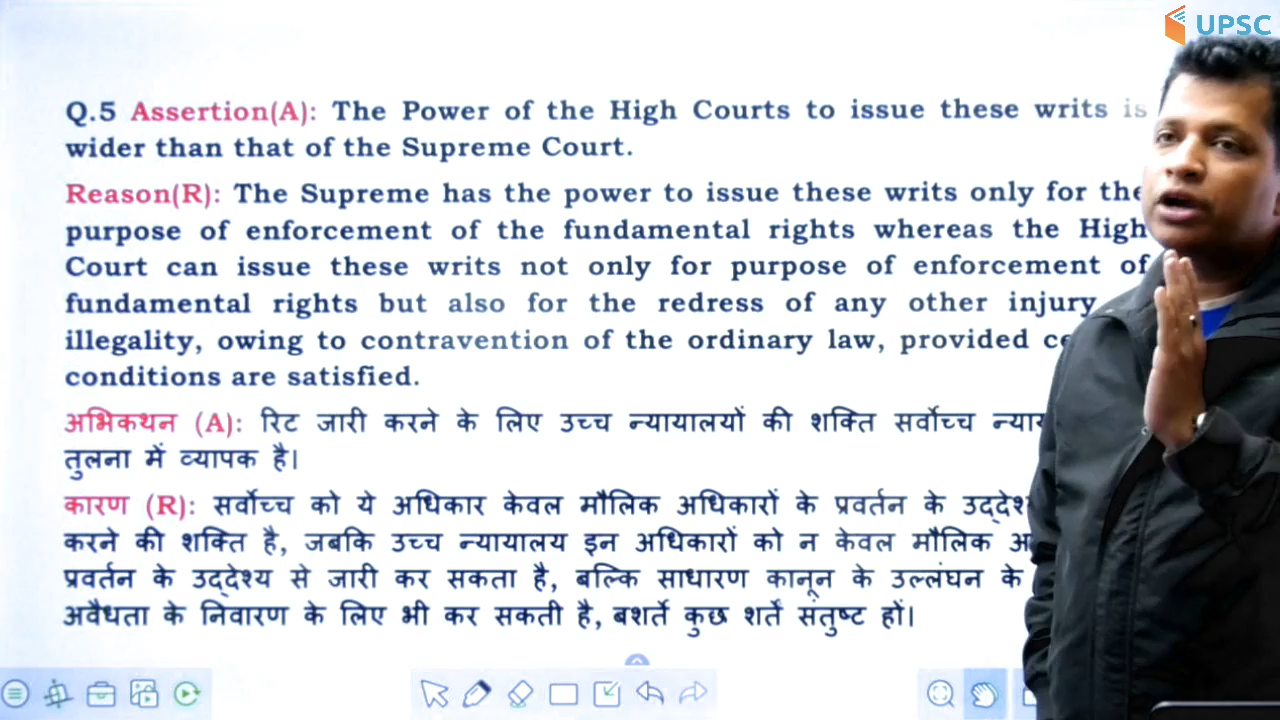 UPSC
Q.5 Assertion(A): The Power of the High Courts to issue these writs is
wider than that of the Supreme Court.
Reason(R): The Supreme has the power to issue these writs only for the
purpose of enforcement of the fundamental rights whereas the High
Court can issue these writs not only for purpose of enforcement of
fundamental rights but also for the redress of any other injury
illegality, owing to contravention of the ordinary law, provided
conditions are satisfied.
अभिकथन (A): रिट जारी करने के लिए उच्च न्यायालयों की शक्ति सर्वोच्च
तुलना में व्यापक है।
कारण (R): सर्वोच्च को ये अधिकार केवल मौलिक अधिकारों के प्रवर्तन के
करने की शक्ति है, जबकि उच्च न्यायालय इन अधिकारों को न केवल मौलिक
प्रवर्तन के उद्देश्य से जारी कर सकता है, बल्कि साधारण कानून के उल्लंघन के
अवैधता के निवारण के लिए भी कर सकती है, बशर्ते कुछ शर्तें संतुष्ट हों।